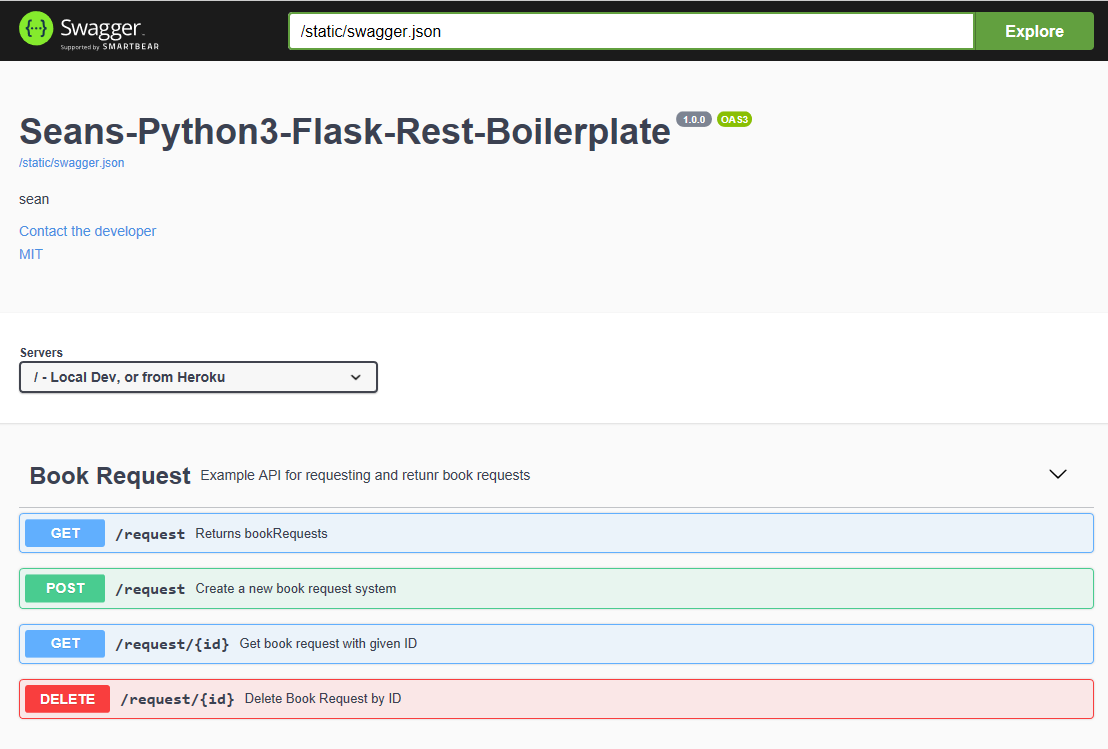 {···} Swagger™
Supported by SMARTBEAR
/static/swagger.json
Explore
Seans-Python3-Flask-Rest-Boilerplate 1.0.0 OAS3
/static/swagger.json
sean
Contact the developer
MIT
Servers
/ - Local Dev, or from Heroku
Book Request Example API for requesting and retunr book requests
GET /request Returns bookRequests
POST /request Create a new book request system
GET /request/{id} Get book request with given ID
DELETE /request/{id} Delete Book Request by ID